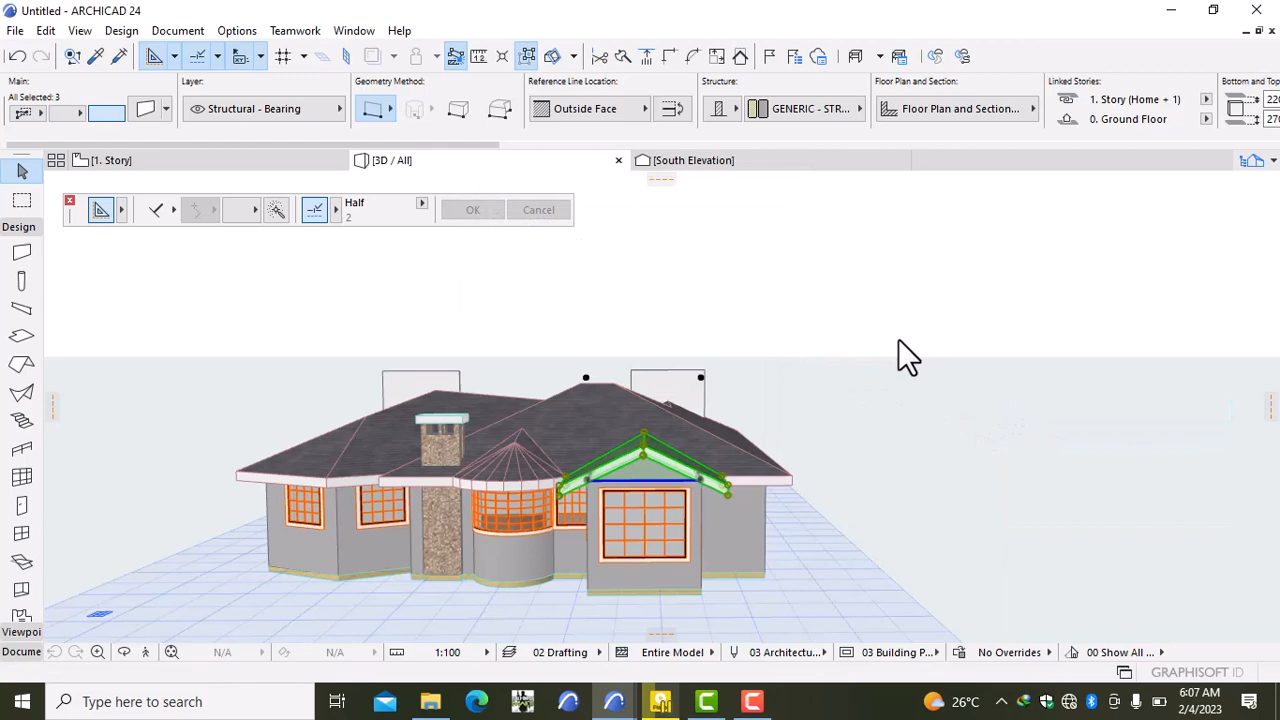 Untitled - ARCHICAD 24
File Edit View Design Document Options Teamwork Window Help
Main: Layer: Geometry Method: Reference Line Location: Structure: Floor Plan and Section: Linked Stories: Bottom and Top
All Selected: 3
Structural - Bearing
Outside Face
GENERIC - STR...
Floor Plan and Section...
1. Story (Home + 1)
0. Ground Floor
220
270
[1. Story]
[3D / All]
[South Elevation]
Half
2
OK
Cancel
Design
Viewpoi
Docume
N/A
N/A
1:100
02 Drafting
Entire Model
03 Architectu...
03 Building P...
No Overrides
00 Show All ...
GRAPHISOFT ID
Type here to search
26°C
6:07 AM
2/4/2023